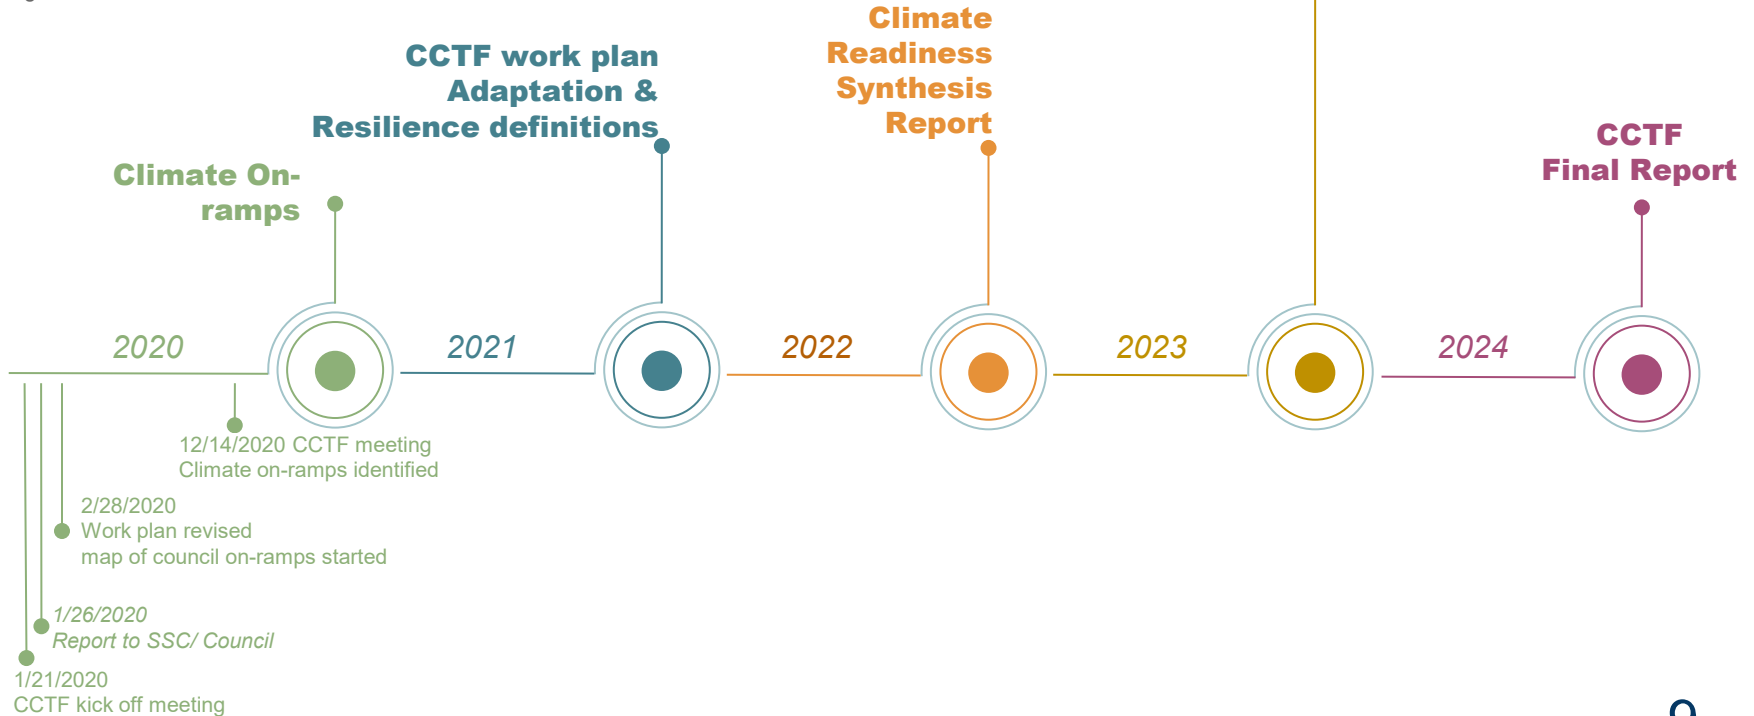 Climate
Readiness
Synthesis
Report
CCTF work plan
Adaptation &
Resilience definitions
CCTF
Final Report
Climate On-
ramps
2020
2021
2022
2023
2024
12/14/2020 CCTF meeting
Climate on-ramps identified
2/28/2020
Work plan revised
map of council on-ramps started
1/26/2020
Report to SSC/ Council
1/21/2020
CCTF kick off meeting